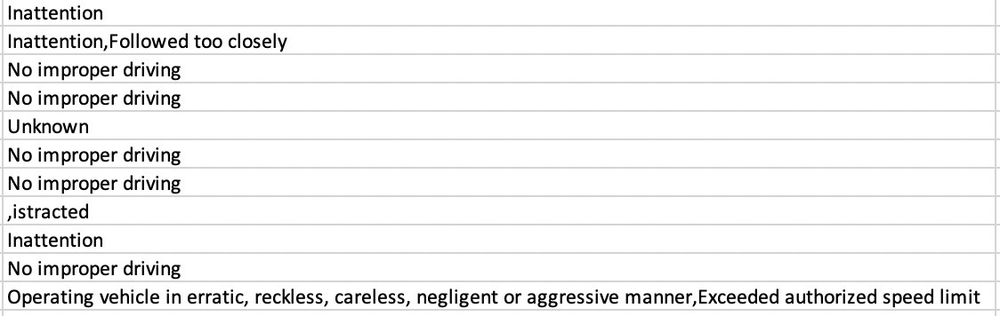 Inattention
Inattention,Followed too closely
No improper driving
No improper driving
Unknown
No improper driving
No improper driving
,istracted
Inattention
No improper driving
Operating vehicle in erratic, reckless, careless, negligent or aggressive manner,Exceeded authorized speed limit